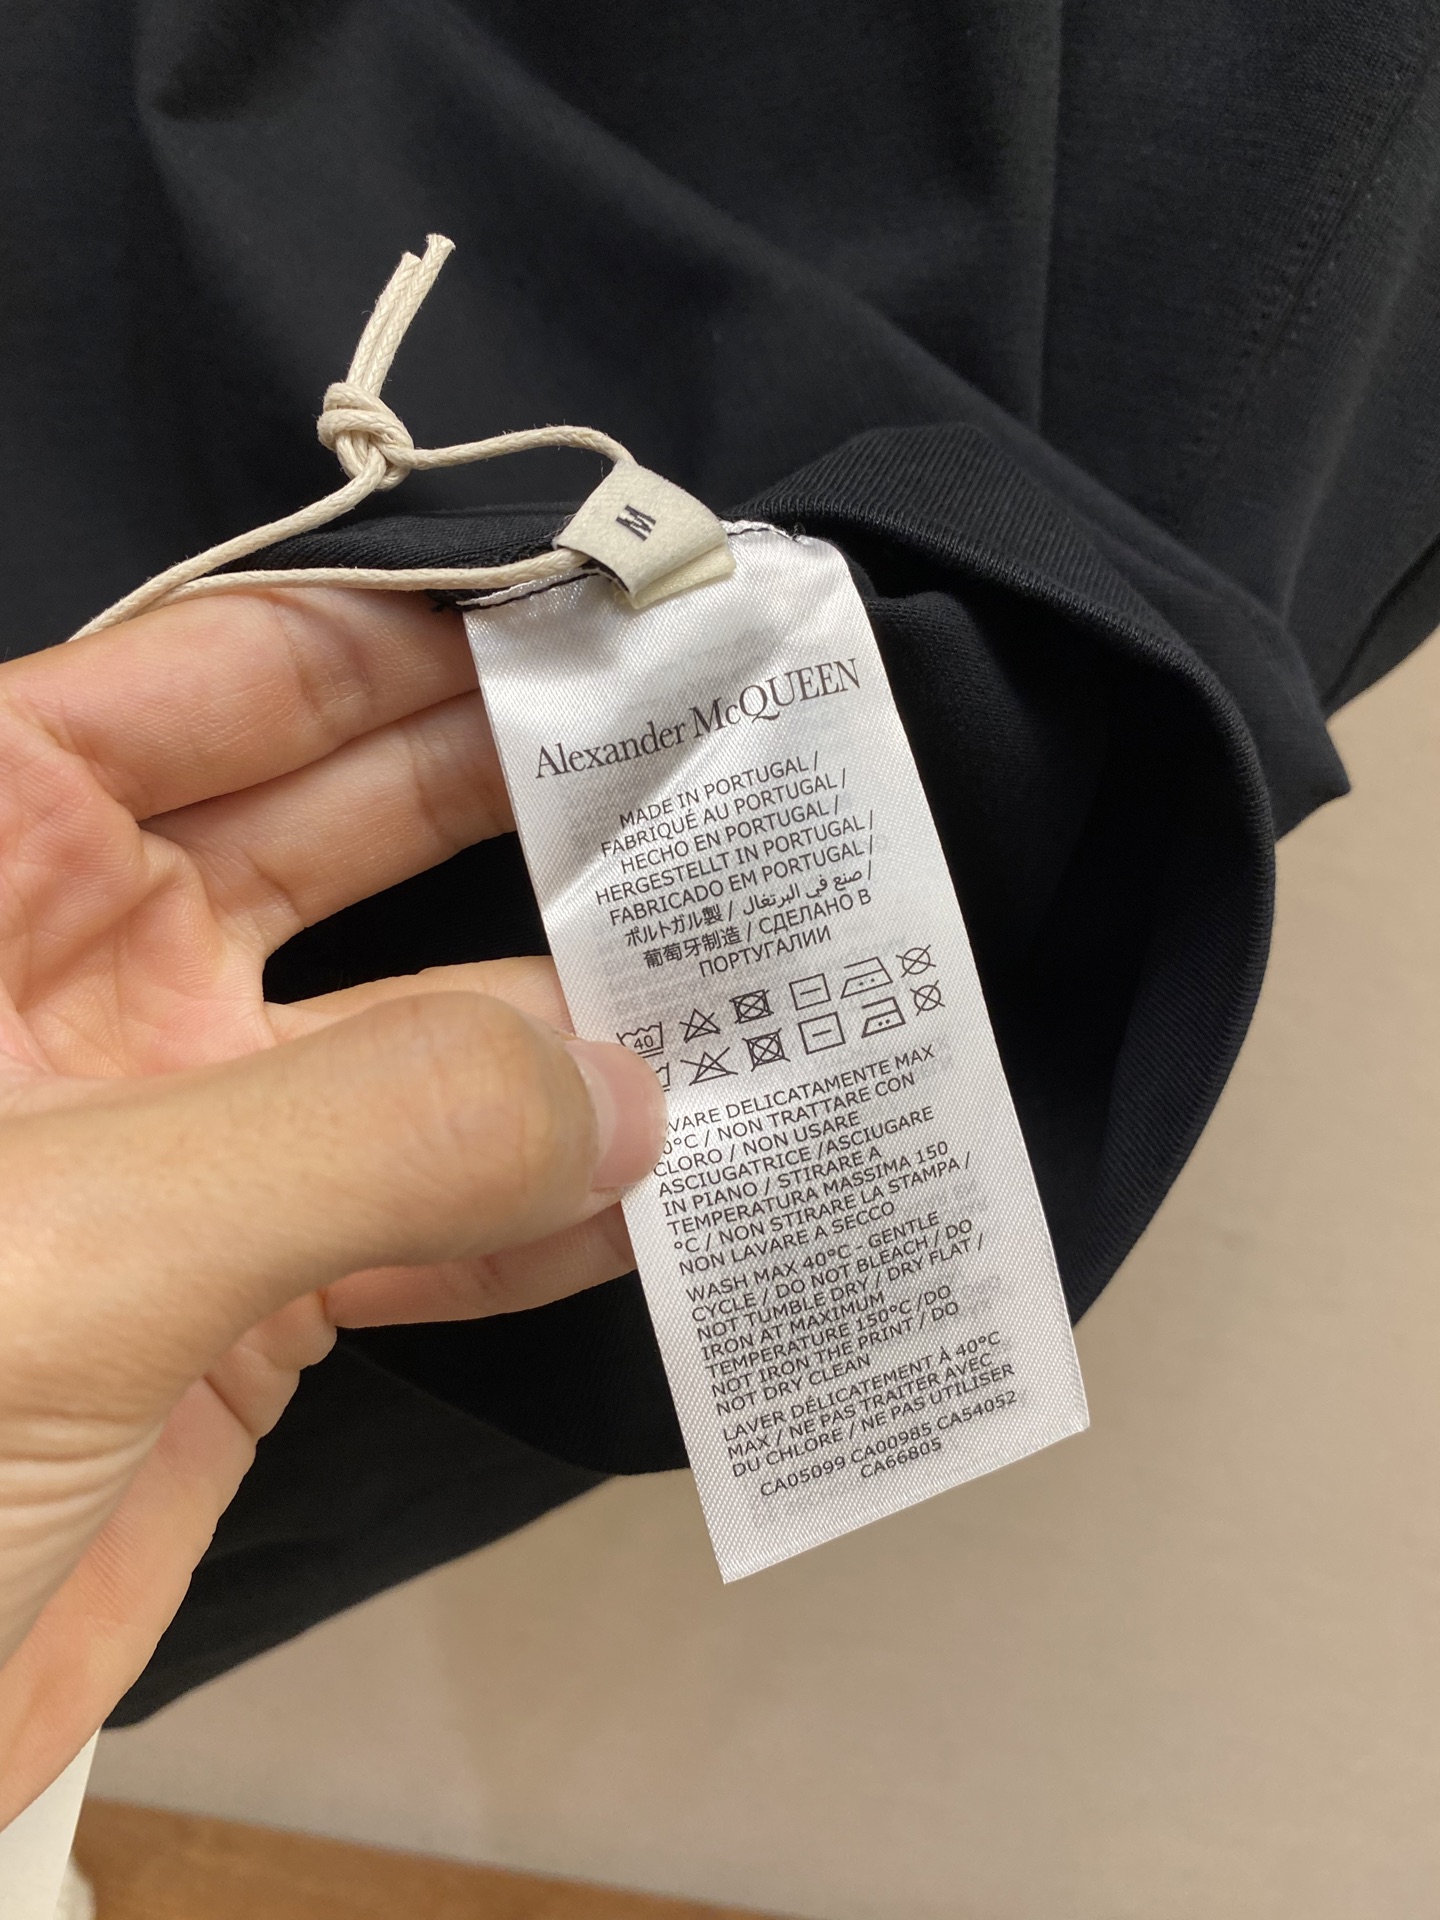 M
Alexander McQUEEN
MADE IN PORTUGAL /
FABRIQUÉ AU PORTUGAL /
HECHO EN PORTUGAL /
HERGESTELLT IN PORTUGAL /
FABRICADO EM PORTUGAL /
ポルトガル製 / صنع في البرتغال /
葡萄牙制造 / СДЕЛАНО В
ПОРТУГАЛИИ
40
VARE DELICATAMENTE MAX
0°C / NON TRATTARE CON
CLORO / NON USARE
ASCIUGATRICE /ASCIUGARE
IN PIANO / STIRARE A
TEMPERATURA MASSIMA 150
°C / NON STIRARE LA STAMPA /
NON LAVARE A SECCO
WASH MAX 40°C - GENTLE
CYCLE / DO NOT BLEACH / DO
NOT TUMBLE DRY / DRY FLAT /
IRON AT MAXIMUM
TEMPERATURE 150°C /DO
NOT IRON THE PRINT / DO
NOT DRY CLEAN
LAVER DÉLICATEMENT À 40°C
MAX / NE PAS TRAITER AVEC
DU CHLORE / NE PAS UTILISER
CA05099 CA00985 CA54052
CA66805